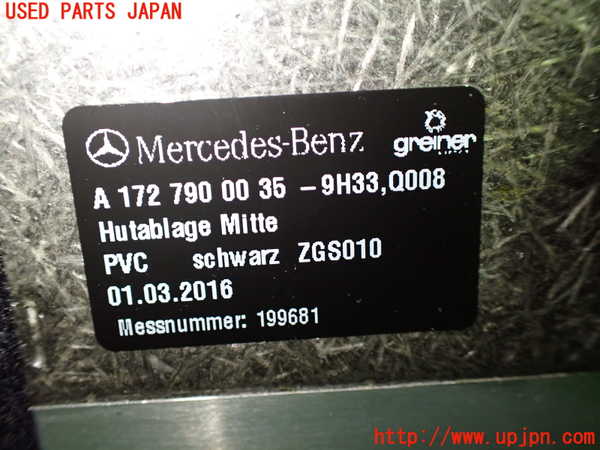 USED PARTS JAPAN
Mercedes-Benz
greiner
A 172 790 00 35 -9H33,Q008
Hutablage Mitte
PVC schwarz ZGS010
01.03.2016
Messnummer: 199681
http://www.upjpn.com/